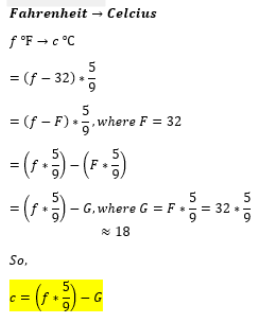 Fahrenheit → Celcius
f °F → c °C
= (f − 32) * 5/9
= (f − F) * 5/9, where F = 32
= (f * 5/9) − (F * 5/9)
= (f * 5/9) − G, where G = F * 5/9 = 32 * 5/9
≈ 18
So,
c = (f * 5/9) − G